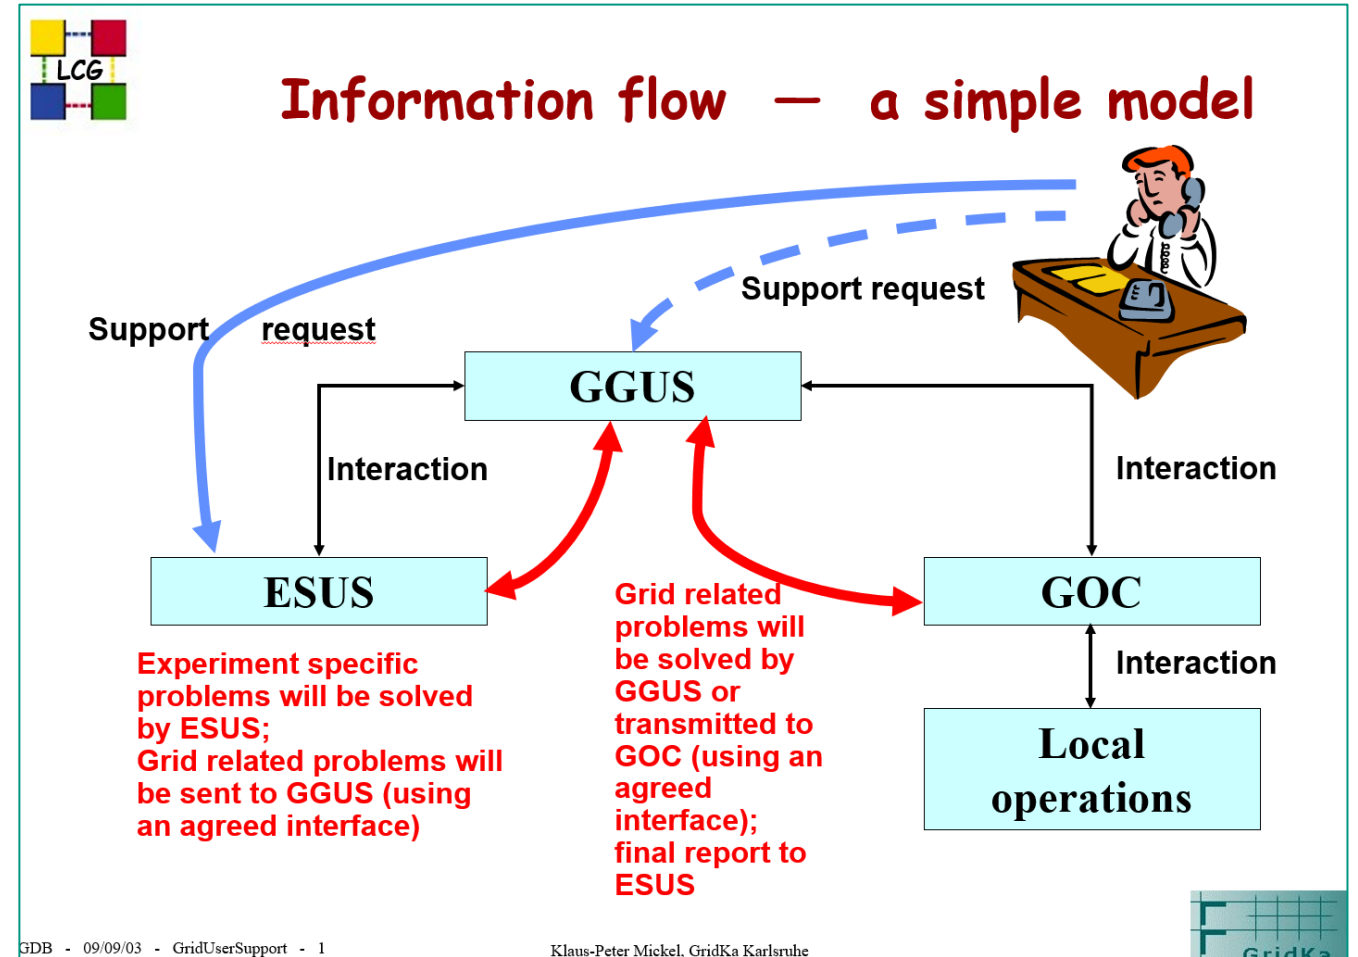 LCG
Information flow — a simple model
Support request
Support request
GGUS
Interaction
Interaction
ESUS
GOC
Grid related
problems will
be solved by
GGUS or
transmitted to
GOC (using an
agreed
interface);
final report to
ESUS
Interaction
Experiment specific
problems will be solved
by ESUS;
Grid related problems will
be sent to GGUS (using
an agreed interface)
Local
operations
GDB - 09/09/03 - GridUserSupport - 1
Klaus-Peter Mickel, GridKa Karlsruhe
GridKa